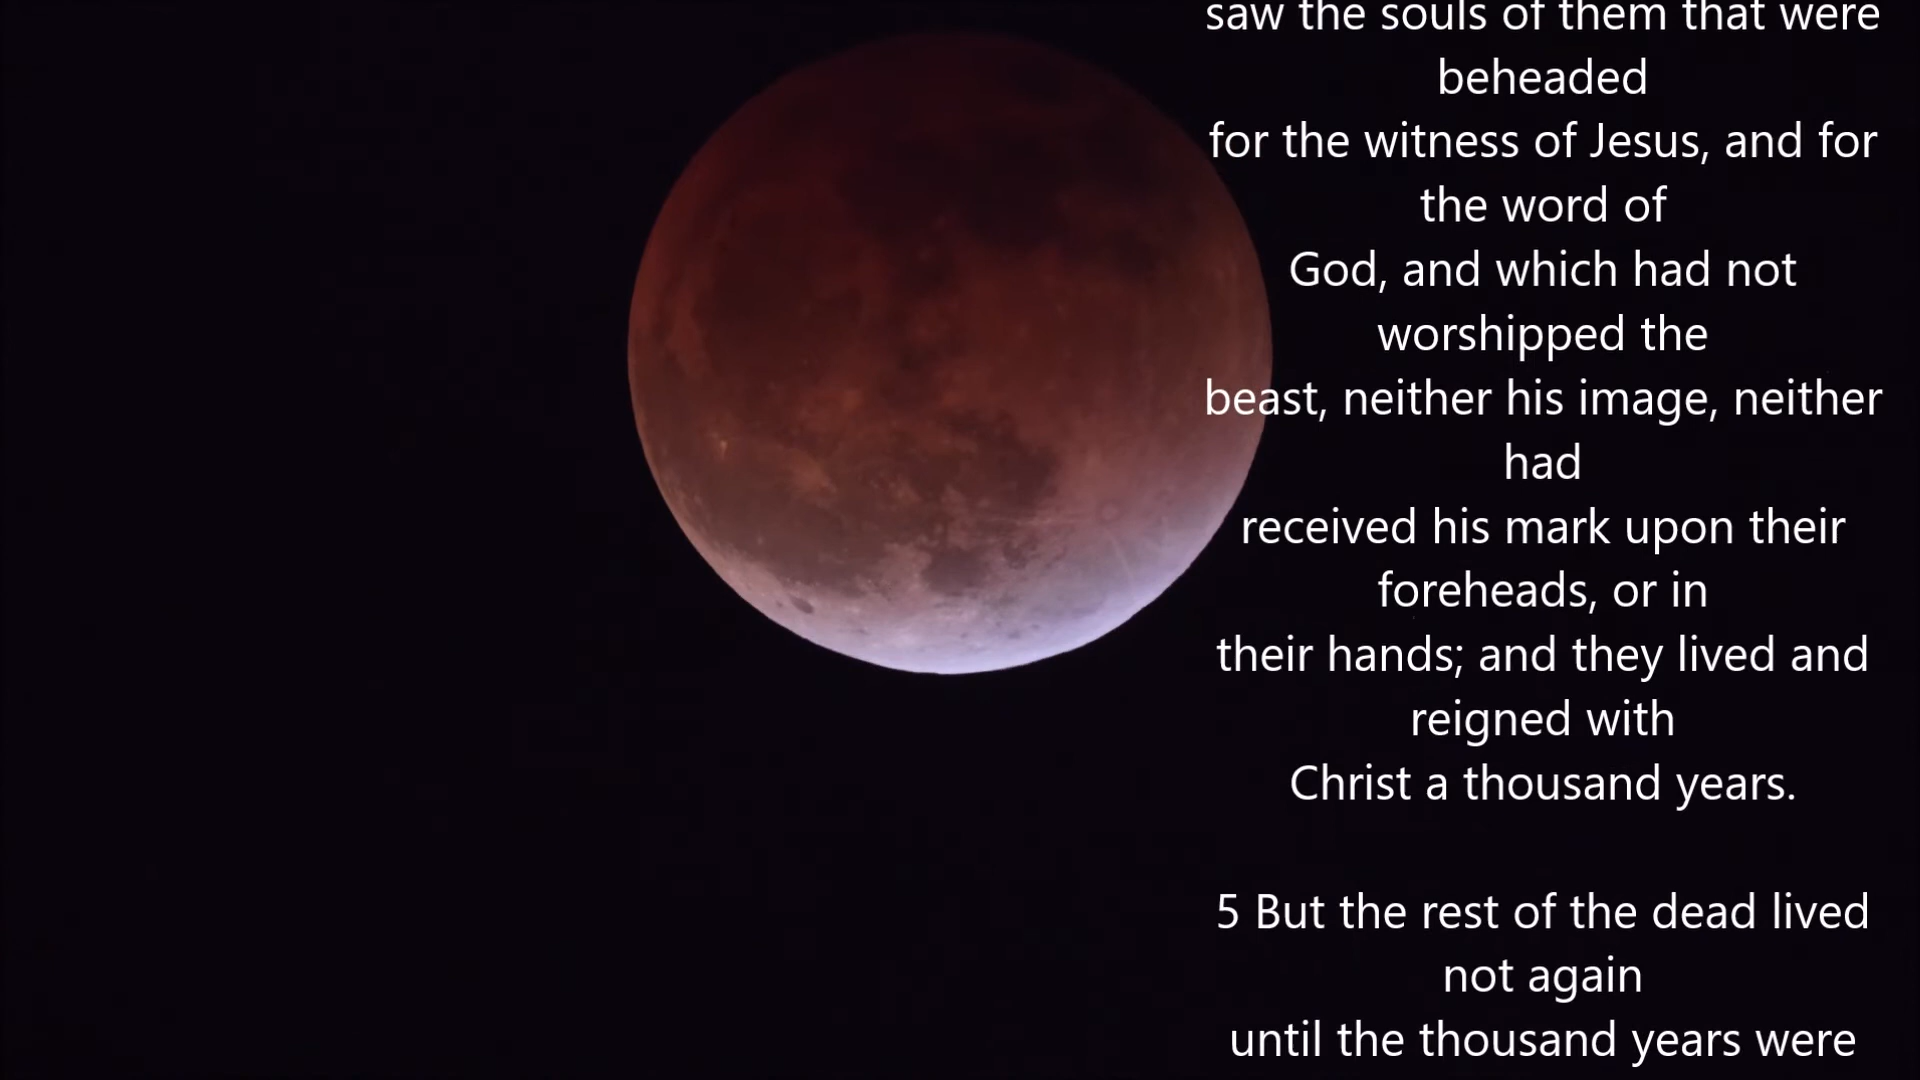 saw the souls of them that were
beheaded
for the witness of Jesus, and for
the word of
God, and which had not
worshipped the
beast, neither his image, neither
had
received his mark upon their
foreheads, or in
their hands; and they lived and
reigned with
Christ a thousand years.
5 But the rest of the dead lived
not again
until the thousand years were